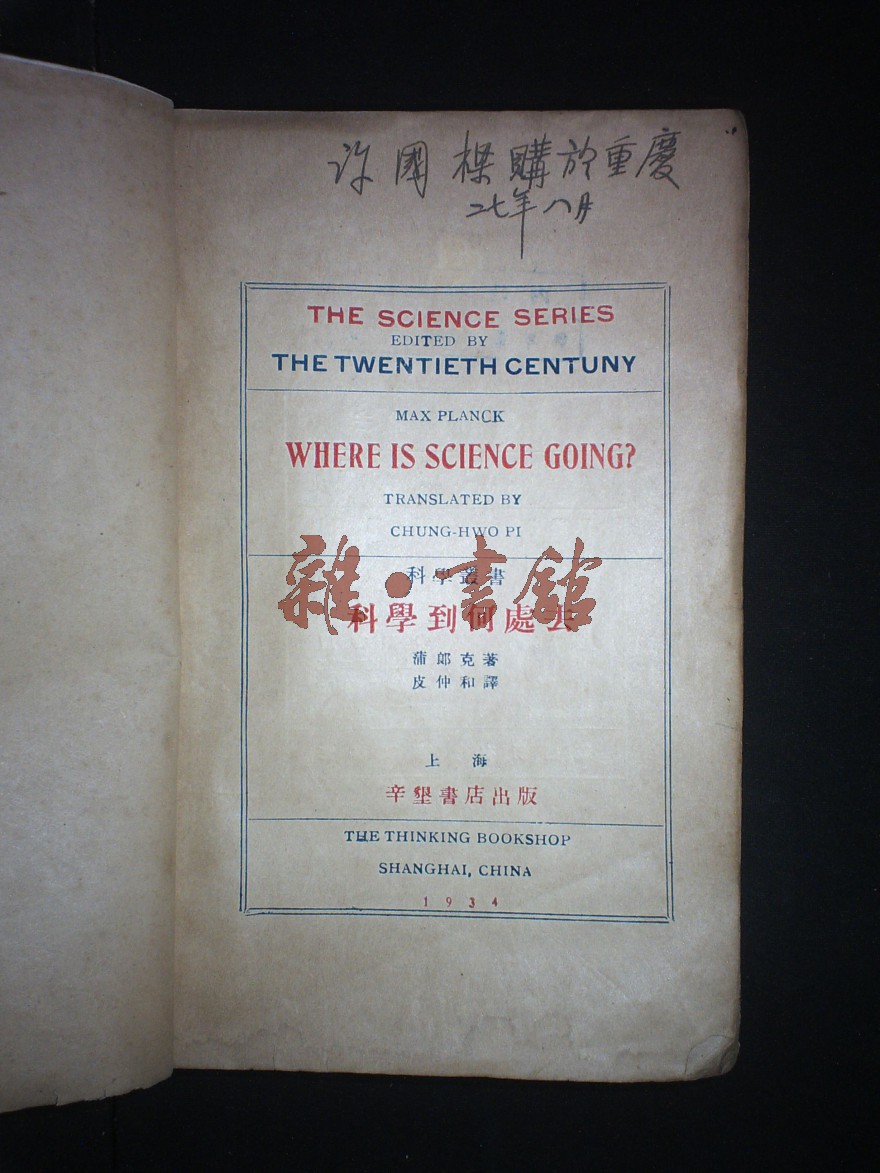 許國樑購於重慶
二七年八月
THE SCIENCE SERIES
EDITED BY
THE TWENTIETH CENTUNY
MAX PLANCK
WHERE IS SCIENCE GOING?
TRANSLATED BY
CHUNG-HWO PI
科學叢書
雜·書館
科學到何處去
蒲郎克著
皮仲和譯
上海
辛墾書店出版
THE THINKING BOOKSHOP
SHANGHAI, CHINA
1934